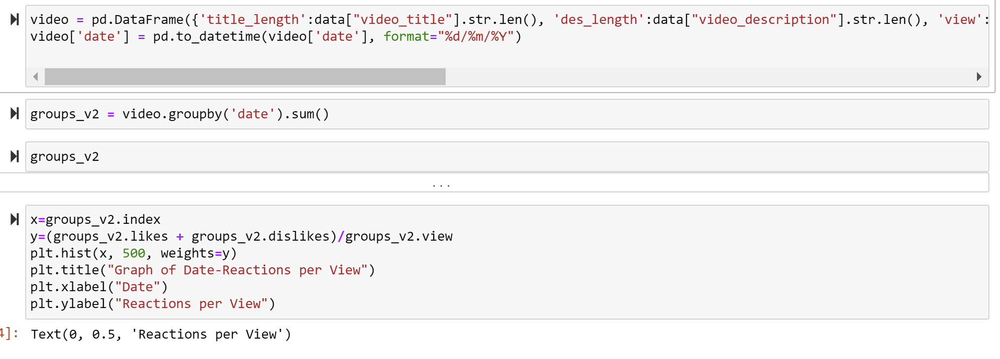 video = pd.DataFrame({'title_length':data["video_title"].str.len(), 'des_length':data["video_description"].str.len(), 'view':
video['date'] = pd.to_datetime(video['date'], format="%d/%m/%Y")
groups_v2 = video.groupby('date').sum()
groups_v2
...
x=groups_v2.index
y=(groups_v2.likes + groups_v2.dislikes)/groups_v2.view
plt.hist(x, 500, weights=y)
plt.title("Graph of Date-Reactions per View")
plt.xlabel("Date")
plt.ylabel("Reactions per View")
4]: Text(0, 0.5, 'Reactions per View')